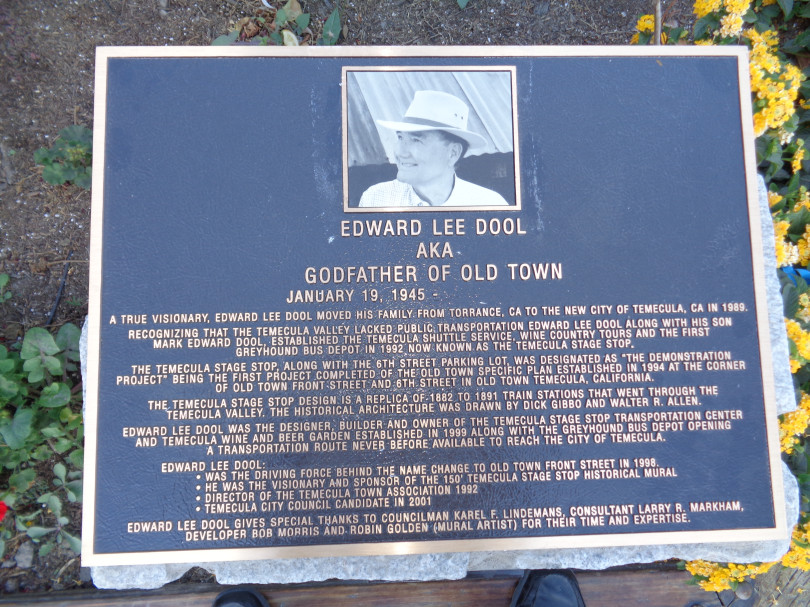 EDWARD LEE DOOL
AKA
GODFATHER OF OLD TOWN
JANUARY 19, 1945 -
A TRUE VISIONARY, EDWARD LEE DOOL MOVED HIS FAMILY FROM TORRANCE, CA TO THE NEW CITY OF TEMECULA, CA IN 1989.
RECOGNIZING THAT THE TEMECULA VALLEY LACKED PUBLIC TRANSPORTATION EDWARD LEE DOOL ALONG WITH HIS SON
MARK EDWARD DOOL, ESTABLISHED THE TEMECULA SHUTTLE SERVICE, WINE COUNTRY TOURS AND THE FIRST
GREYHOUND BUS DEPOT IN 1992 NOW KNOWN AS THE TEMECULA STAGE STOP.
THE TEMECULA STAGE STOP, ALONG WITH THE 6TH STREET PARKING LOT, WAS DESIGNATED AS "THE DEMONSTRATION
PROJECT" BEING THE FIRST PROJECT COMPLETED OF THE OLD TOWN SPECIFIC PLAN ESTABLISHED IN 1994 AT THE CORNER
OF OLD TOWN FRONT STREET AND 6TH STREET IN OLD TOWN TEMECULA, CALIFORNIA.
THE TEMECULA STAGE STOP DESIGN IS A REPLICA OF 1882 TO 1891 TRAIN STATIONS THAT WENT THROUGH THE
TEMECULA VALLEY. THE HISTORICAL ARCHITECTURE WAS DRAWN BY DICK GIBBO AND WALTER R. ALLEN.
EDWARD LEE DOOL WAS THE DESIGNER, BUILDER AND OWNER OF THE TEMECULA STAGE STOP TRANSPORTATION CENTER
AND TEMECULA WINE AND BEER GARDEN ESTABLISHED IN 1999 ALONG WITH THE GREYHOUND BUS DEPOT OPENING
A TRANSPORTATION ROUTE NEVER BEFORE AVAILABLE TO REACH THE CITY OF TEMECULA.
EDWARD LEE DOOL:
• WAS THE DRIVING FORCE BEHIND THE NAME CHANGE TO OLD TOWN FRONT STREET IN 1998.
• HE WAS THE VISIONARY AND SPONSOR OF THE 150' TEMECULA STAGE STOP HISTORICAL MURAL
• DIRECTOR OF THE TEMECULA TOWN ASSOCIATION 1992
• TEMECULA CITY COUNCIL CANDIDATE IN 2001
EDWARD LEE DOOL GIVES SPECIAL THANKS TO COUNCILMAN KAREL F. LINDEMANS, CONSULTANT LARRY R. MARKHAM,
DEVELOPER BOB MORRIS AND ROBIN GOLDEN (MURAL ARTIST) FOR THEIR TIME AND EXPERTISE.